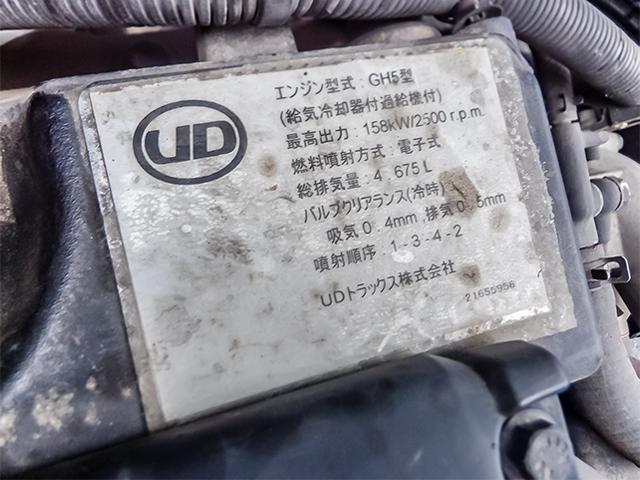 UD
エンジン型式：GH5型
(給気冷却器付過給機付)
最高出力：158kW/2500 r.p.m.
燃料噴射方式：電子式
総排気量：4.675L
バルブクリアランス(冷時)
吸気0.4mm 排気0.5mm
噴射順序：1-3-4-2
UDトラックス株式会社
21655956